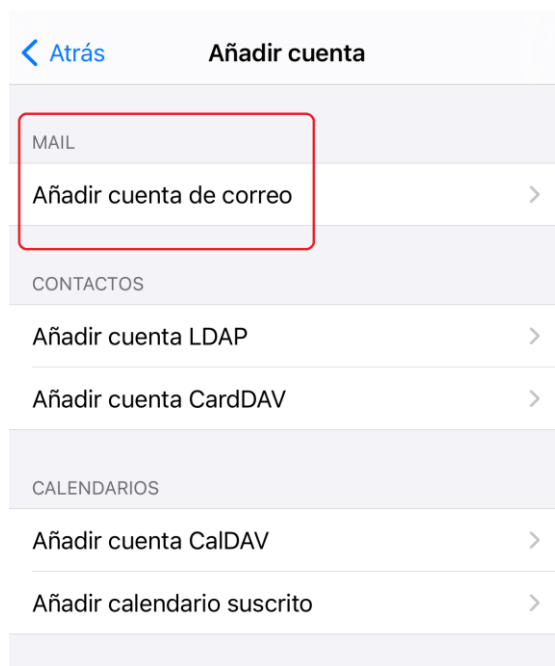 Atrás
Añadir cuenta
MAIL
Añadir cuenta de correo
CONTACTOS
Añadir cuenta LDAP
Añadir cuenta CardDAV
CALENDARIOS
Añadir cuenta CalDAV
Añadir calendario suscrito